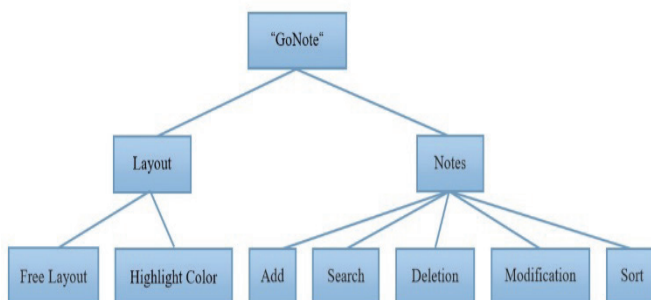 “GoNote“
Layout
Notes
Free Layout
Highlight Color
Add
Search
Deletion
Modification
Sort